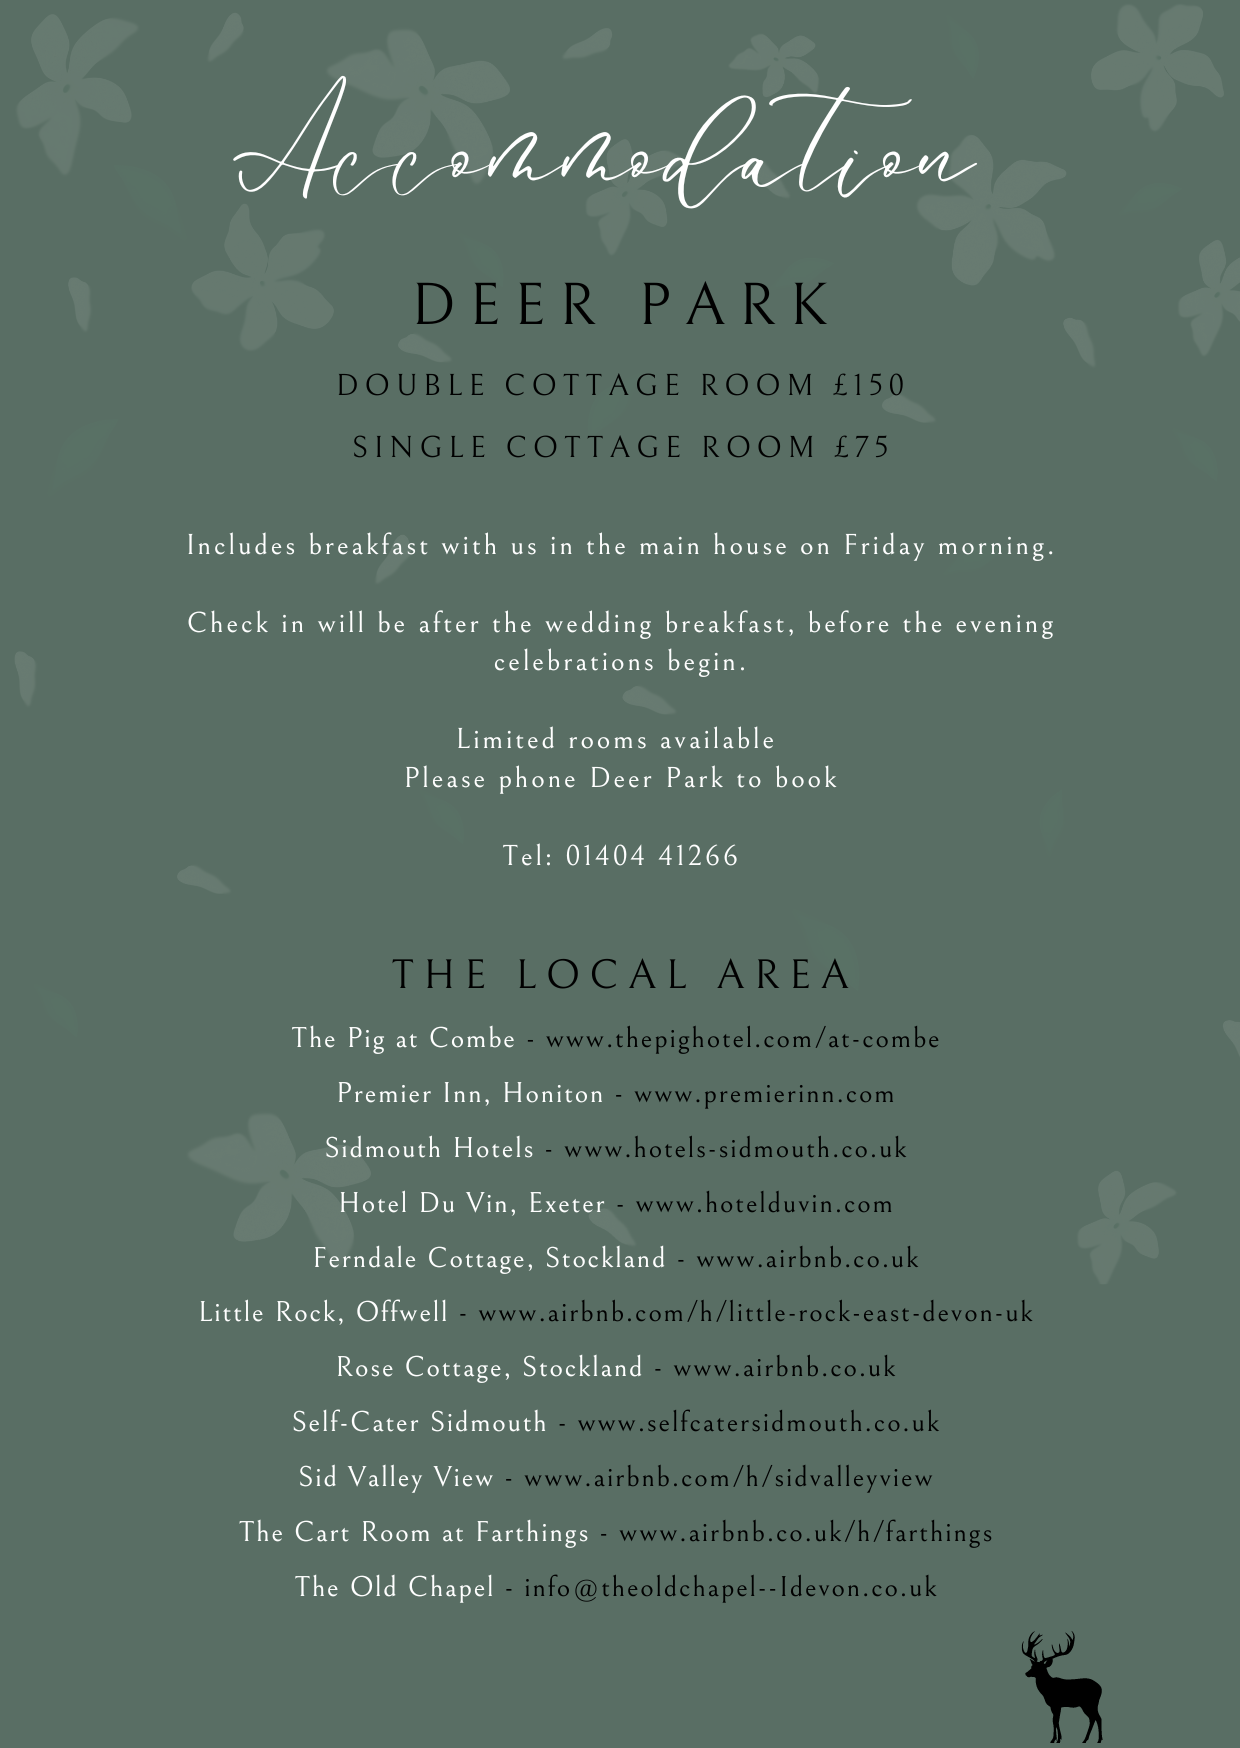 Accommodation
DEER PARK
DOUBLE COTTAGE ROOM £150
SINGLE COTTAGE ROOM £75
Includes breakfast with us in the main house on Friday morning.
Check in will be after the wedding breakfast, before the evening
celebrations begin.
Limited rooms available
Please phone Deer Park to book
Tel: 01404 41266
THE LOCAL AREA
The Pig at Combe - www.thepighotel.com/at-combe
Premier Inn, Honiton - www.premierinn.com
Sidmouth Hotels - www.hotels-sidmouth.co.uk
Hotel Du Vin, Exeter - www.hotelduvin.com
Ferndale Cottage, Stockland - www.airbnb.co.uk
Little Rock, Offwell - www.airbnb.com/h/little-rock-east-devon-uk
Rose Cottage, Stockland - www.airbnb.co.uk
Self-Cater Sidmouth - www.selfcatersidmouth.co.uk
Sid Valley View - www.airbnb.com/h/sidvalleyview
The Cart Room at Farthings - www.airbnb.co.uk/h/farthings
The Old Chapel - info@theoldchapel--Idevon.co.uk